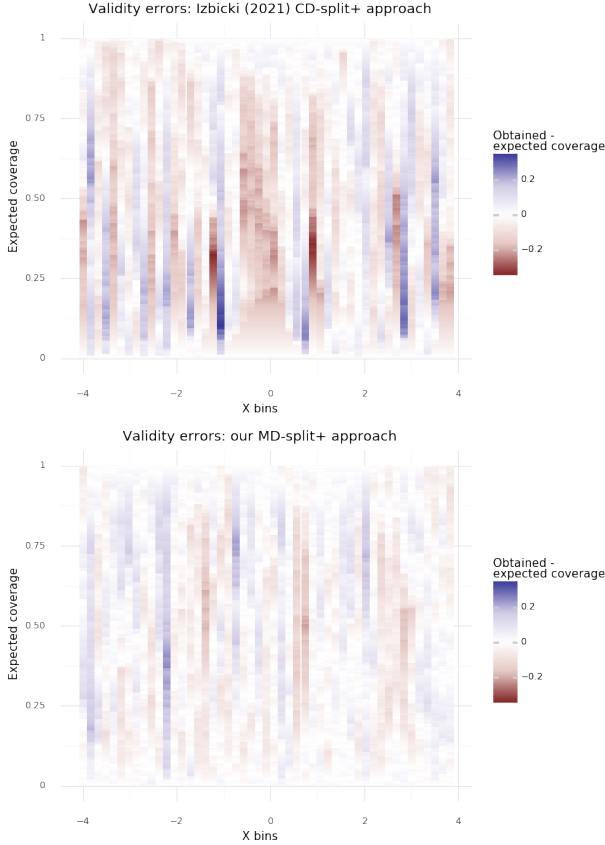 Validity errors: Izbicki (2021) CD-split+ approach
1
0.75
0.50
0.25
0
Expected coverage
−4
−2
0
2
4
X bins
Obtained -
expected coverage
0.2
0
−0.2
Validity errors: our MD-split+ approach
1
0.75
0.50
0.25
0
Expected coverage
−4
−2
0
2
4
X bins
Obtained -
expected coverage
0.2
0
−0.2